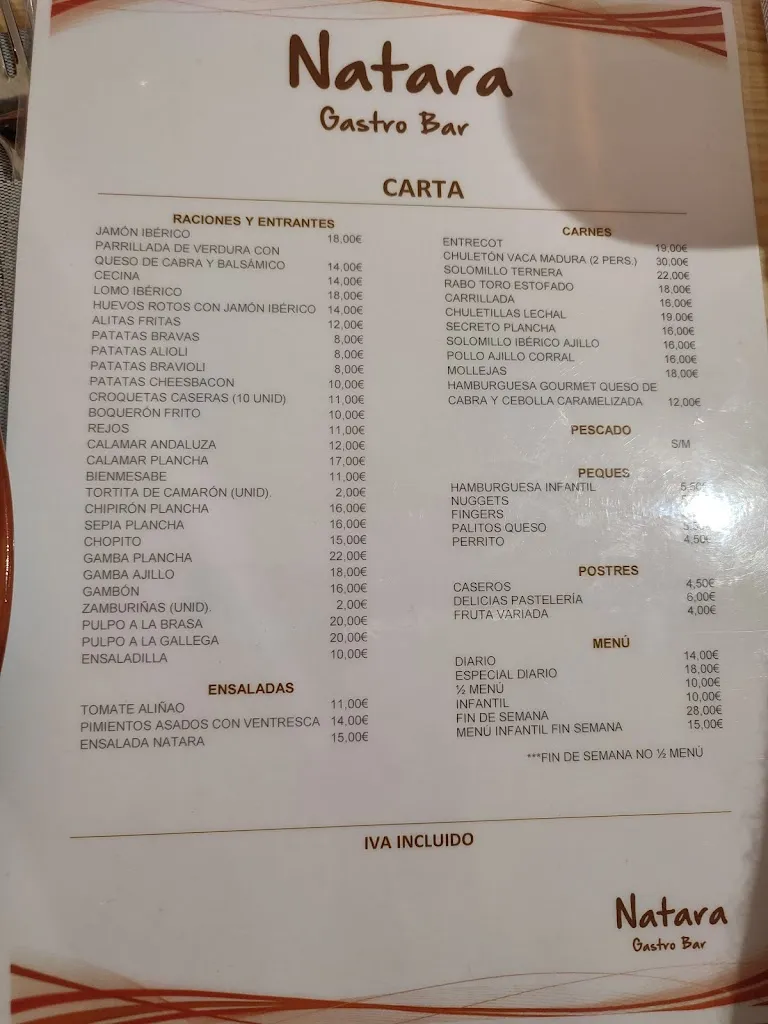 Natara
Gastro Bar
CARTA
RACIONES Y ENTRANTES
JAMÓN IBÉRICO 18,00€
PARRILLADA DE VERDURA CON
QUESO DE CABRA Y BALSÁMICO 14,00€
CECINA 14,00€
LOMO IBÉRICO 18,00€
HUEVOS ROTOS CON JAMÓN IBÉRICO 14,00€
ALITAS FRITAS 12,00€
PATATAS BRAVAS 8,00€
PATATAS ALIOLI 8,00€
PATATAS BRAVIOLI 8,00€
PATATAS CHEESBACON 10,00€
CROQUETAS CASERAS (10 UNID) 11,00€
BOQUERÓN FRITO 10,00€
REJOS 11,00€
CALAMAR ANDALUZA 12,00€
CALAMAR PLANCHA 17,00€
BIENMESABE 11,00€
TORTITA DE CAMARÓN (UNID). 2,00€
CHIPIRÓN PLANCHA 16,00€
SEPIA PLANCHA 16,00€
CHOPITO 15,00€
GAMBA PLANCHA 22,00€
GAMBA AJILLO 18,00€
GAMBÓN 16,00€
ZAMBURIÑAS (UNID). 2,00€
PULPO A LA BRASA 20,00€
PULPO A LA GALLEGA 20,00€
ENSALADILLA 10,00€
ENSALADAS
TOMATE ALIÑAO 11,00€
PIMIENTOS ASADOS CON VENTRESCA 14,00€
ENSALADA NATARA 15,00€
CARNES
ENTRECOT 19,00€
CHULETÓN VACA MADURA (2 PERS.) 30,00€
SOLOMILLO TERNERA 22,00€
RABO TORO ESTOFADO 18,00€
CARRILLADA 16,00€
CHULETILLAS LECHAL 19,00€
SECRETO PLANCHA 16,00€
SOLOMILLO IBÉRICO AJILLO 16,00€
POLLO AJILLO CORRAL 16,00€
MOLLEJAS 18,00€
HAMBURGUESA GOURMET QUESO DE
CABRA Y CEBOLLA CARAMELIZADA 12,00€
PESCADO
S/M
PEQUES
HAMBURGUESA INFANTIL 5,50€
NUGGETS
FINGERS
PALITOS QUESO
PERRITO 4,50€
POSTRES
CASEROS 4,50€
DELICIAS PASTELERÍA 6,00€
FRUTA VARIADA 4,00€
MENÚ
DIARIO 14,00€
ESPECIAL DIARIO 18,00€
½ MENÚ 10,00€
INFANTIL 10,00€
FIN DE SEMANA 28,00€
MENÚ INFANTIL FIN SEMANA 15,00€
***FIN DE SEMANA NO ½ MENÚ
IVA INCLUIDO
Natara
Gastro Bar